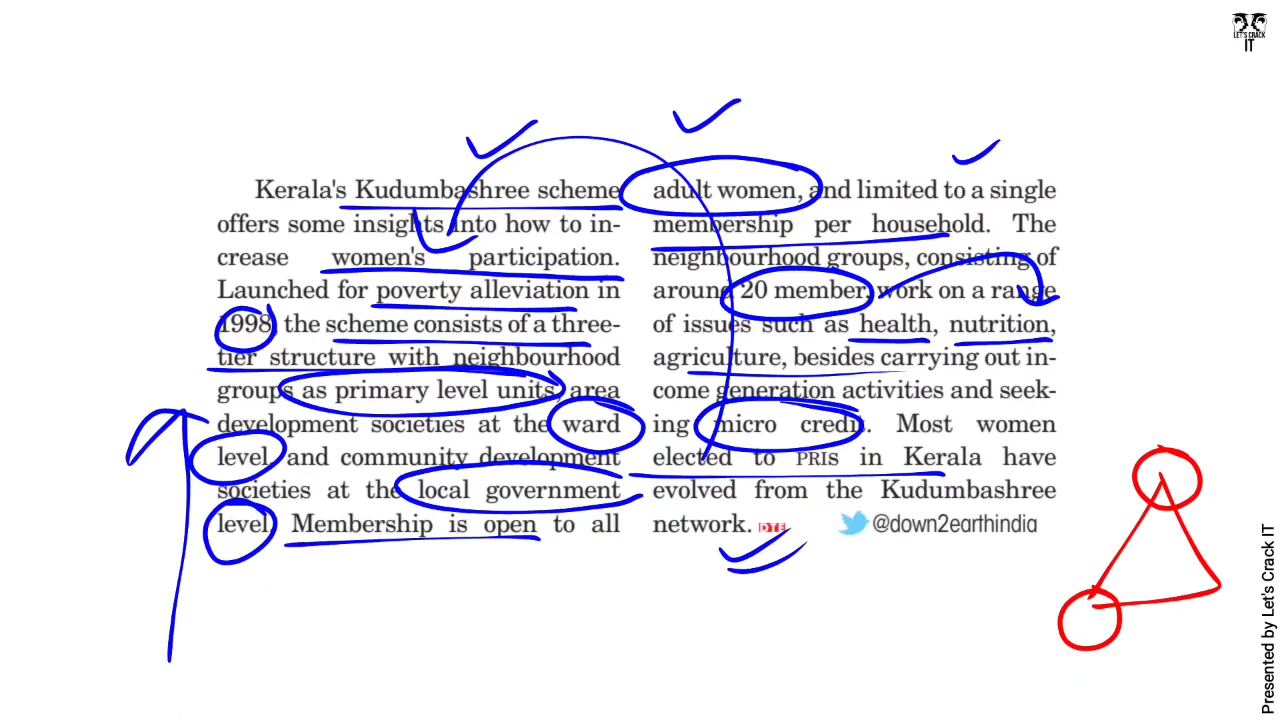 LET'S CRACK
IT
Kerala's Kudumbashree scheme
offers some insights into how to in-
crease women's participation.
Launched for poverty alleviation in
1998, the scheme consists of a three-
tier structure with neighbourhood
groups as primary level units, area
development societies at the ward
level, and community development
societies at the local government
level. Membership is open to all
adult women, and limited to a single
membership per household. The
neighbourhood groups, consisting of
around 20 member, work on a range
of issues such as health, nutrition,
agriculture, besides carrying out in-
come generation activities and seek-
ing micro credit. Most women
elected to PRIs in Kerala have
evolved from the Kudumbashree
network. DTE
@down2earthindia
Presented by Let's Crack IT